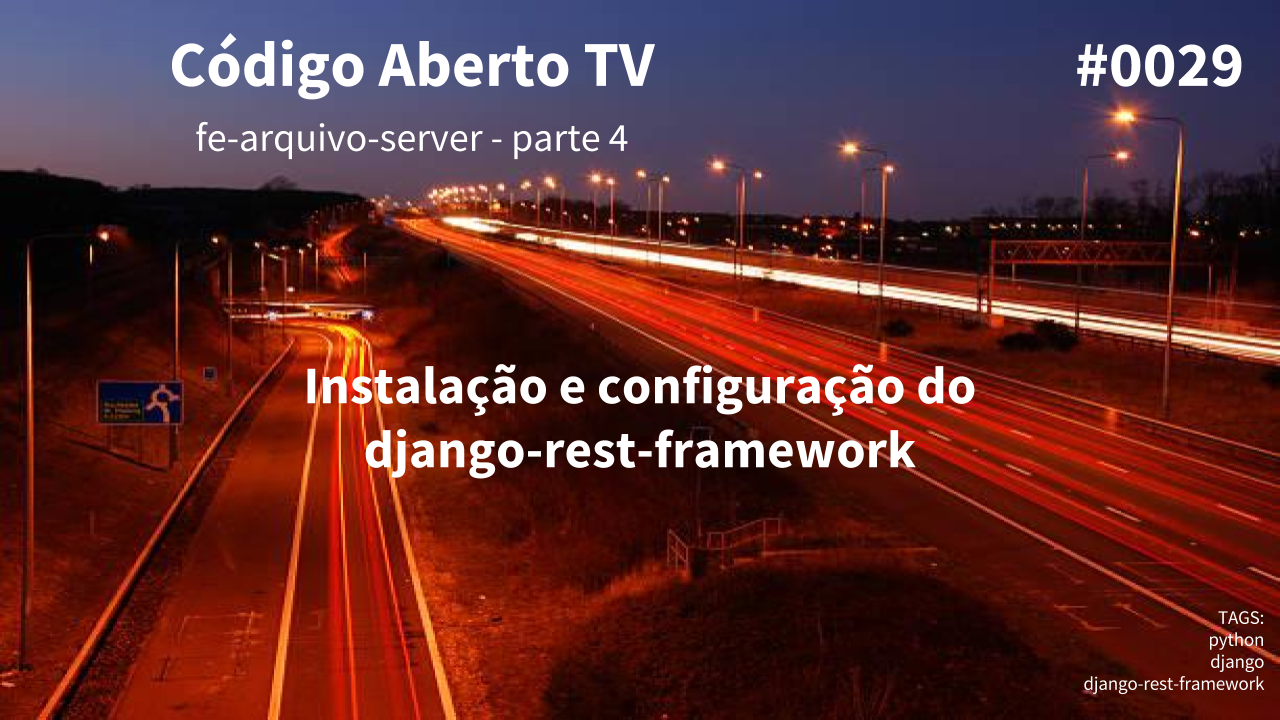 Código Aberto TV
#0029
fe-arquivo-server - parte 4
Instalação e configuração do
django-rest-framework
TAGS:
python
django
django-rest-framework